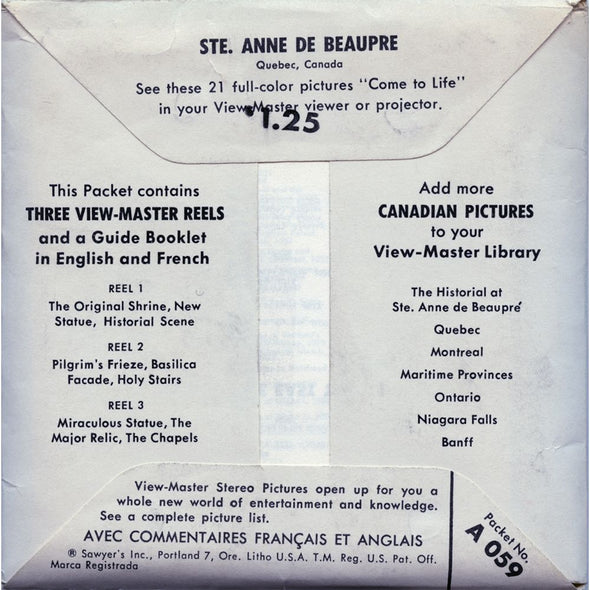 STE. ANNE DE BEAUPRE
Quebec, Canada
See these 21 full-color pictures "Come to Life"
in your View-Master viewer or projector.
$1.25
This Packet contains
THREE VIEW-MASTER REELS
and a Guide Booklet
in English and French
REEL 1
The Original Shrine, New
Statue, Historical Scene
REEL 2
Pilgrim's Frieze, Basilica
Facade, Holy Stairs
REEL 3
Miraculous Statue, The
Major Relic, The Chapels
Add more
CANADIAN PICTURES
to your
View-Master Library
The Historial at
Ste. Anne de Beaupré
Quebec
Montreal
Maritime Provinces
Ontario
Niagara Falls
Banff
View-Master Stereo Pictures open up for you a
whole new world of entertainment and knowledge.
See a complete picture list.
AVEC COMMENTAIRES FRANÇAIS ET ANGLAIS
® Sawyer's Inc., Portland 7, Ore. Litho U.S.A. T.M. Reg. U.S. Pat. Off.
Marca Registrada
Packet No.
A 059